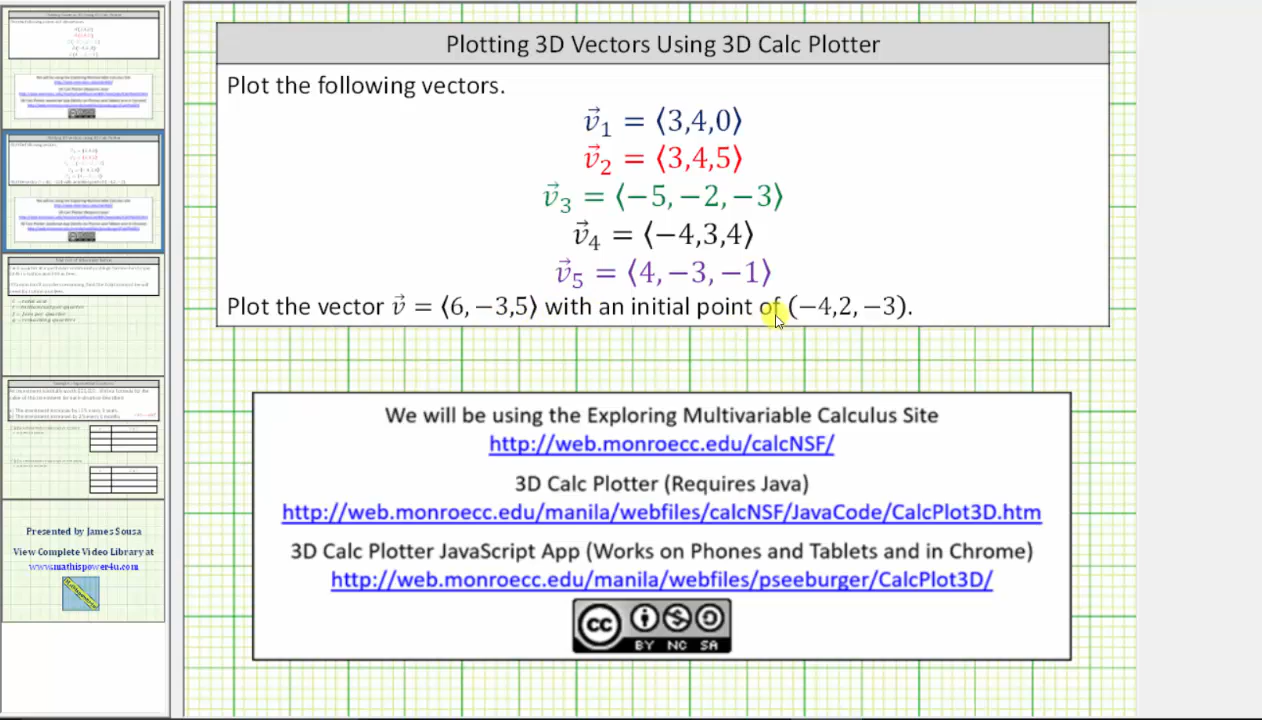 Plotting 3D Vectors Using 3D Calc Plotter
Plot the following vectors.
v⃗₁ = ⟨3,4,0⟩
v⃗₂ = ⟨3,4,5⟩
v⃗₃ = ⟨−5,−2,−3⟩
v⃗₄ = ⟨−4,3,4⟩
v⃗₅ = ⟨4,−3,−1⟩
Plot the vector v⃗ = ⟨6,−3,5⟩ with an initial point of (−4,2,−3).
We will be using the Exploring Multivariable Calculus Site
http://web.monroecc.edu/calcNSF/
3D Calc Plotter (Requires Java)
http://web.monroecc.edu/manila/webfiles/calcNSF/JavaCode/CalcPlot3D.htm
3D Calc Plotter JavaScript App (Works on Phones and Tablets and in Chrome)
http://web.monroecc.edu/manila/webfiles/pseeburger/CalcPlot3D/
cc
BY NC SA
Presented by James Sousa
View Complete Video Library at
www.mathispower4u.com